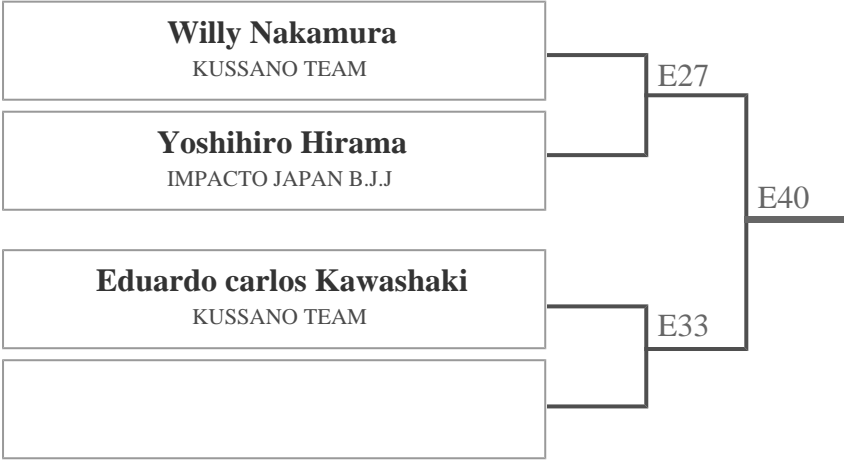 Willy Nakamura
KUSSANO TEAM
E27
Yoshihiro Hirama
IMPACTO JAPAN B.J.J
E40
Eduardo carlos Kawashaki
KUSSANO TEAM
E33